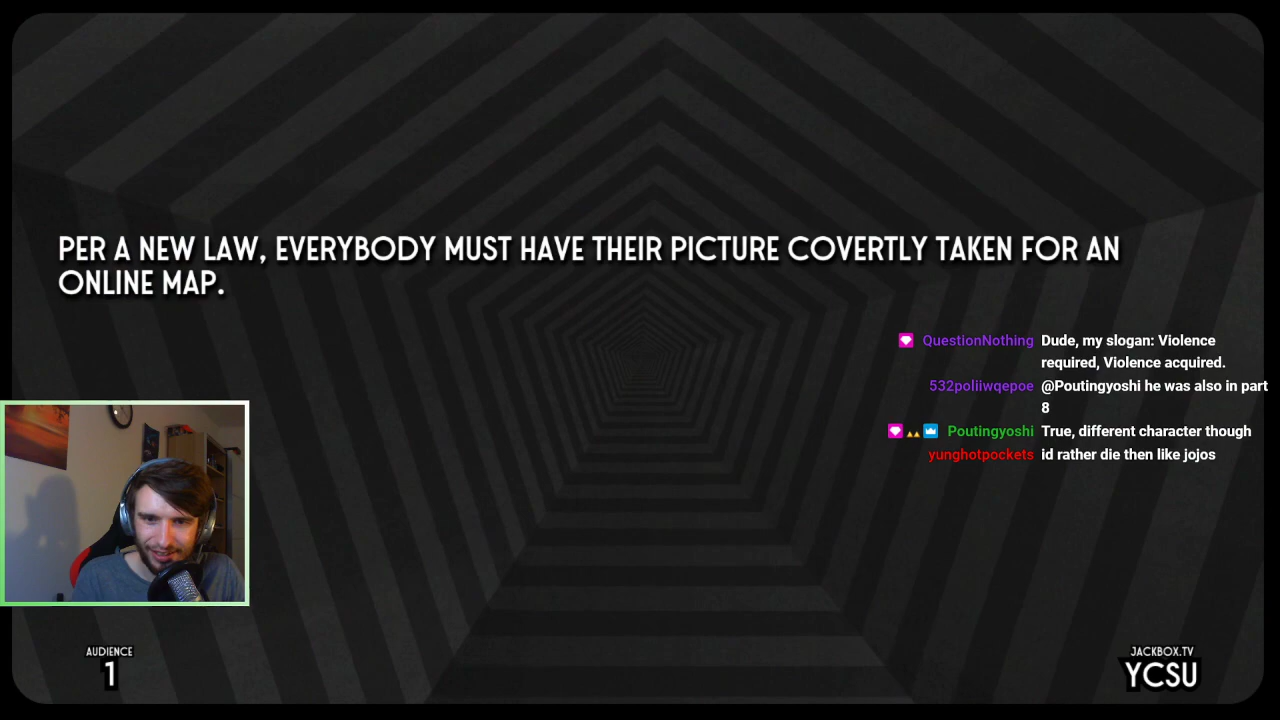 PER A NEW LAW, EVERYBODY MUST HAVE THEIR PICTURE COVERTLY TAKEN FOR AN
ONLINE MAP.
QuestionNothing Dude, my slogan: Violence
required, Violence acquired.
532poliiwqepoe @Poutingyoshi he was also in part
8
Poutingyoshi True, different character though
yunghotpockets id rather die then like jojos
AUDIENCE
1
JACKBOX.TV
YCSU